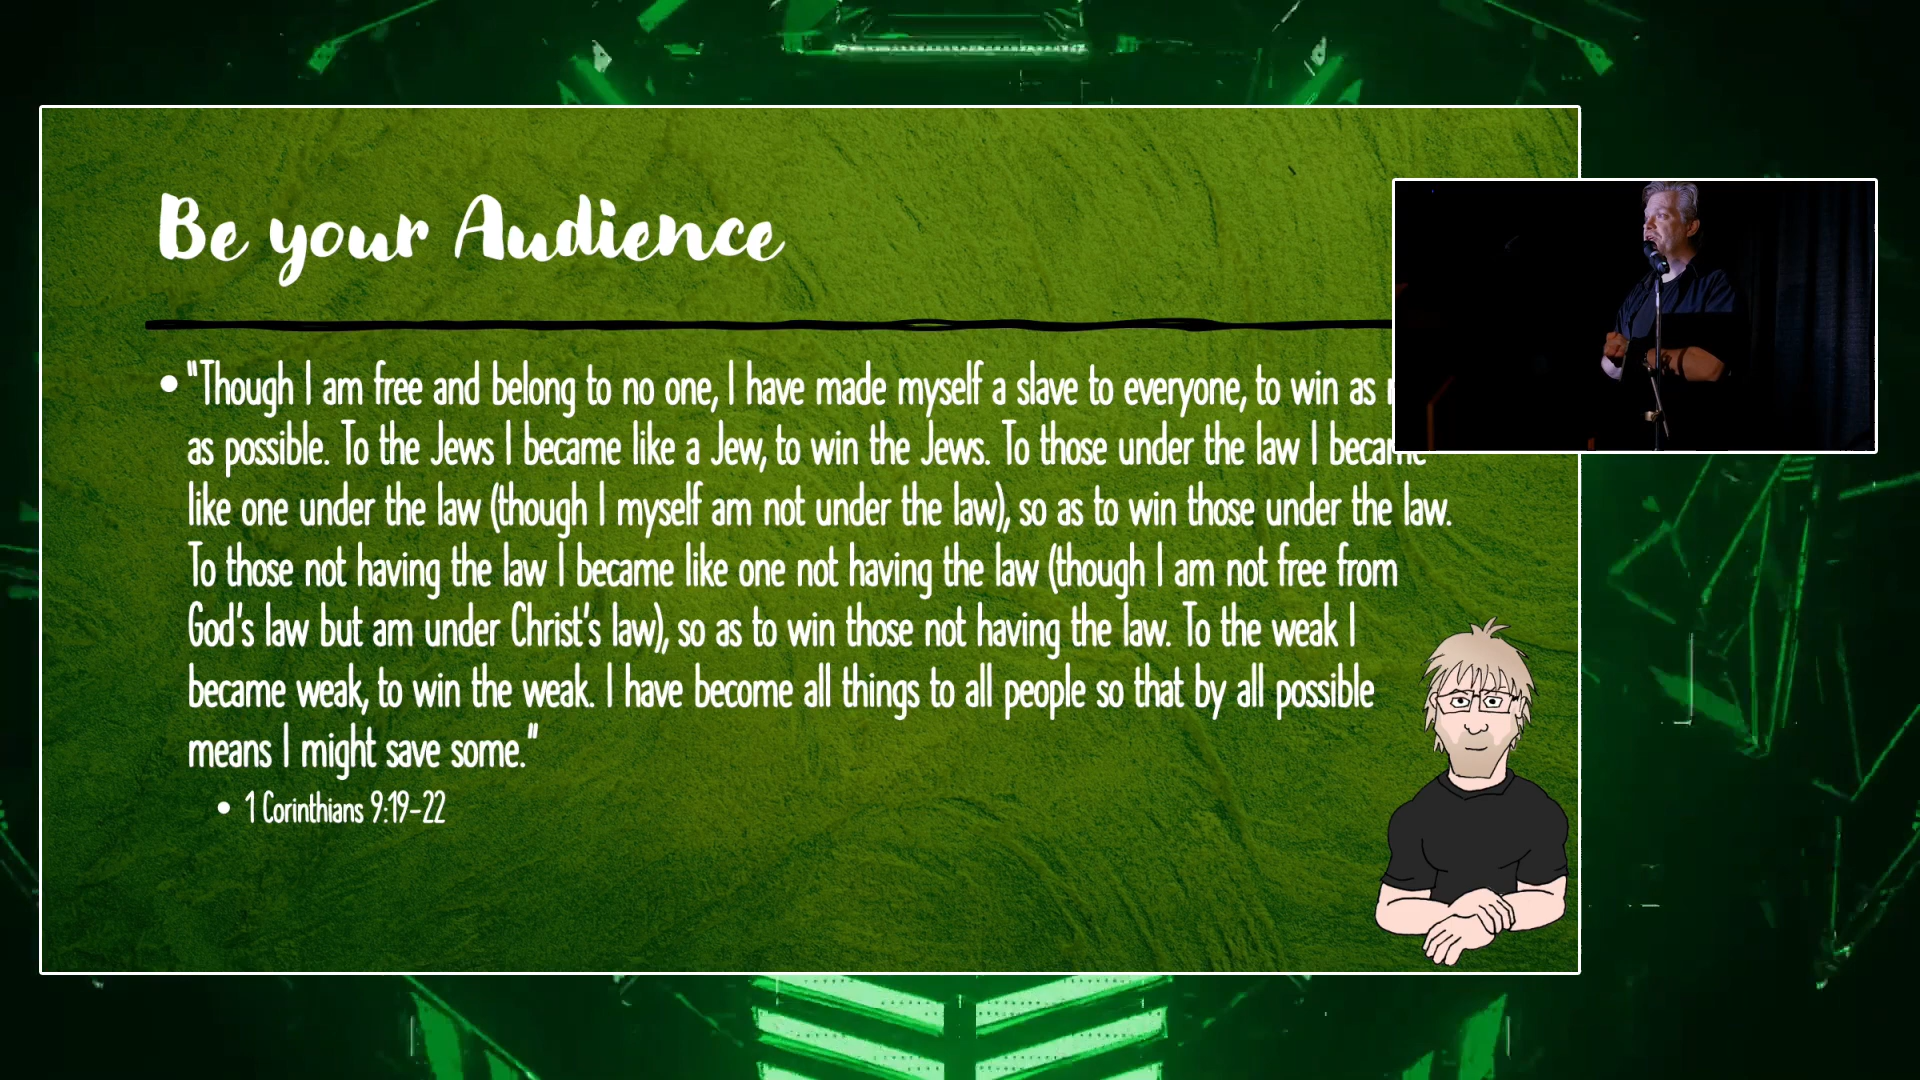 Be your Audience
• "Though I am free and belong to no one, I have made myself a slave to everyone, to win as
as possible. To the Jews I became like a Jew, to win the Jews. To those under the law I became
like one under the law (though I myself am not under the law), so as to win those under the law.
To those not having the law I became like one not having the law (though I am not free from
God's law but am under Christ's law), so as to win those not having the law. To the weak I
became weak, to win the weak. I have become all things to all people so that by all possible
means I might save some."
• 1 Corinthians 9:19-22